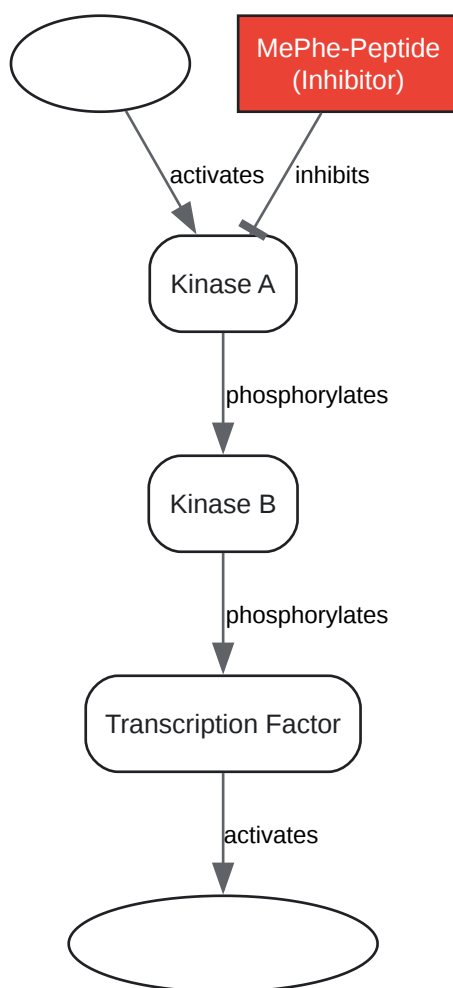 MePhe-Peptide
(Inhibitor)
activates
inhibits
Kinase A
phosphorylates
Kinase B
phosphorylates
Transcription Factor
activates